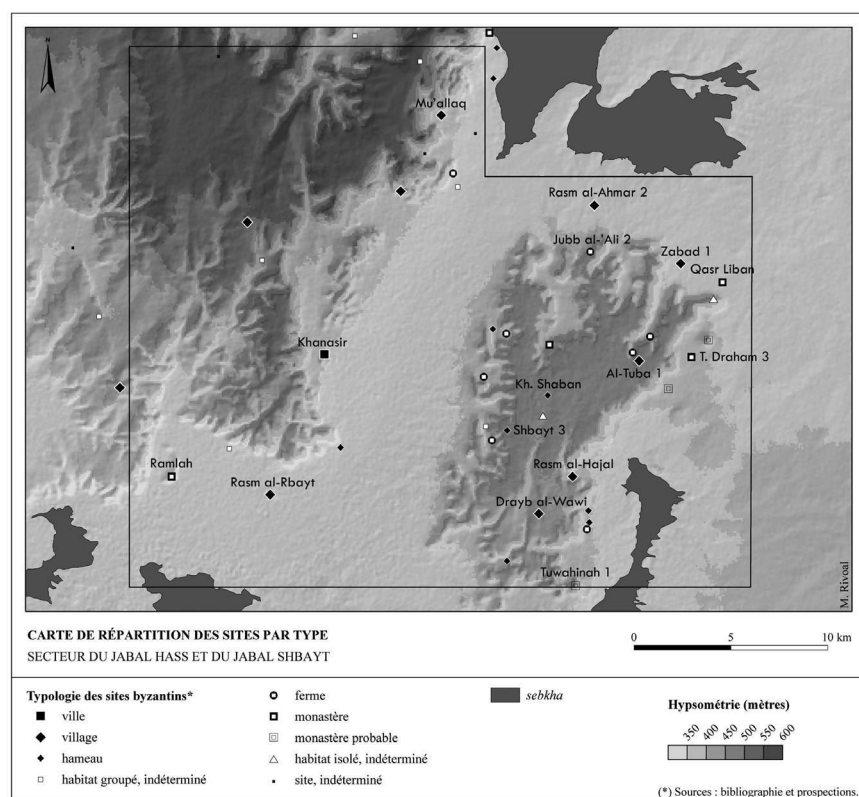 N
Mu'allaq
Rasm al-Ahmar 2
Jubb al-'Ali 2
Zabad 1
Qasr Liban
Khanasir
T. Draham 3
Al-Tuba 1
Kh. Shaban
Shbayt 3
Ramlah
Rasm al-Hajal
Rasm al-Rbayt
Drayb al-Wawi
Tuwahinah 1
M. Rivoal
CARTE DE RÉPARTITION DES SITES PAR TYPE
SECTEUR DU JABAL HASS ET DU JABAL SHBAYT
0 5 10 km
Typologie des sites byzantins*
ville
village
hameau
habitat groupé, indéterminé
ferme
monastère
monastère probable
habitat isolé, indéterminé
site, indéterminé
sebkha
Hypsométrie (mètres)
350 400 450 500 550 600
(*) Sources : bibliographie et prospections.